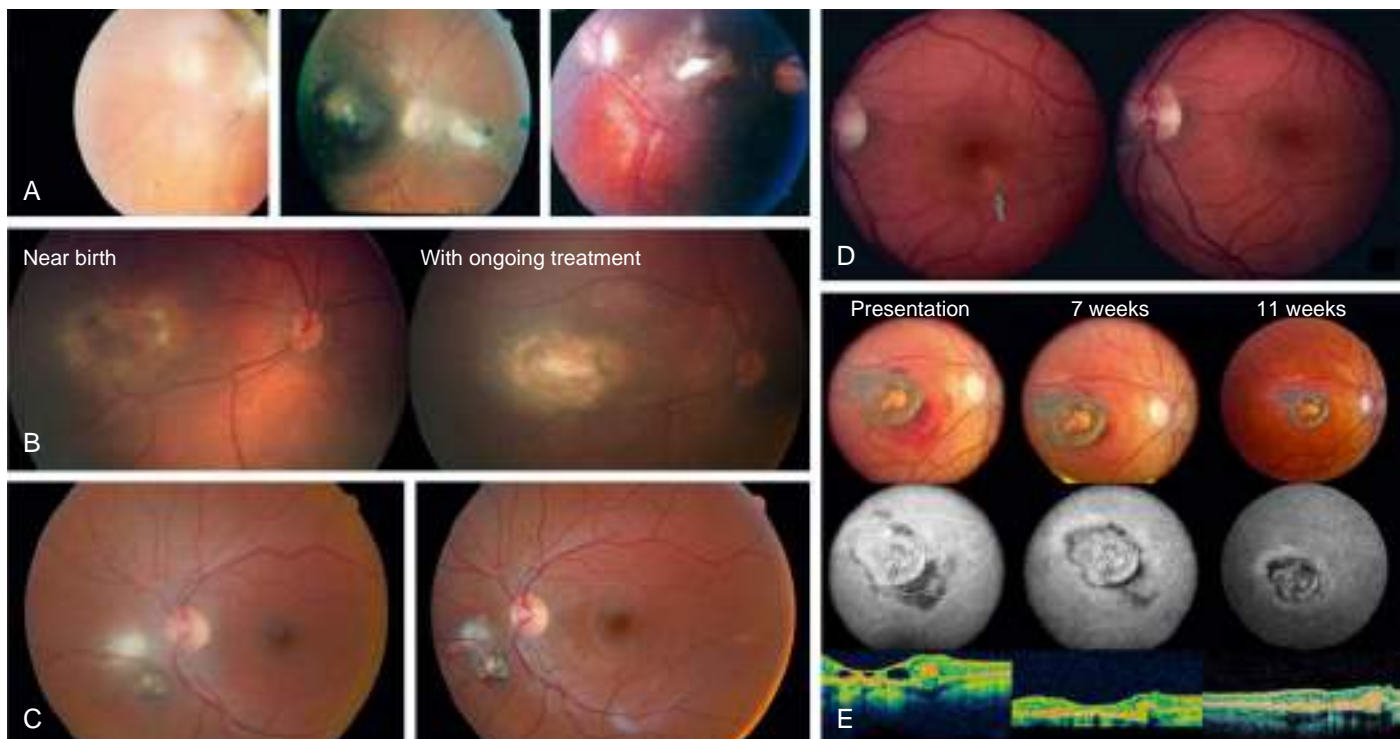 A
Near birth
With ongoing treatment
B
C
D
Presentation
7 weeks
11 weeks
E